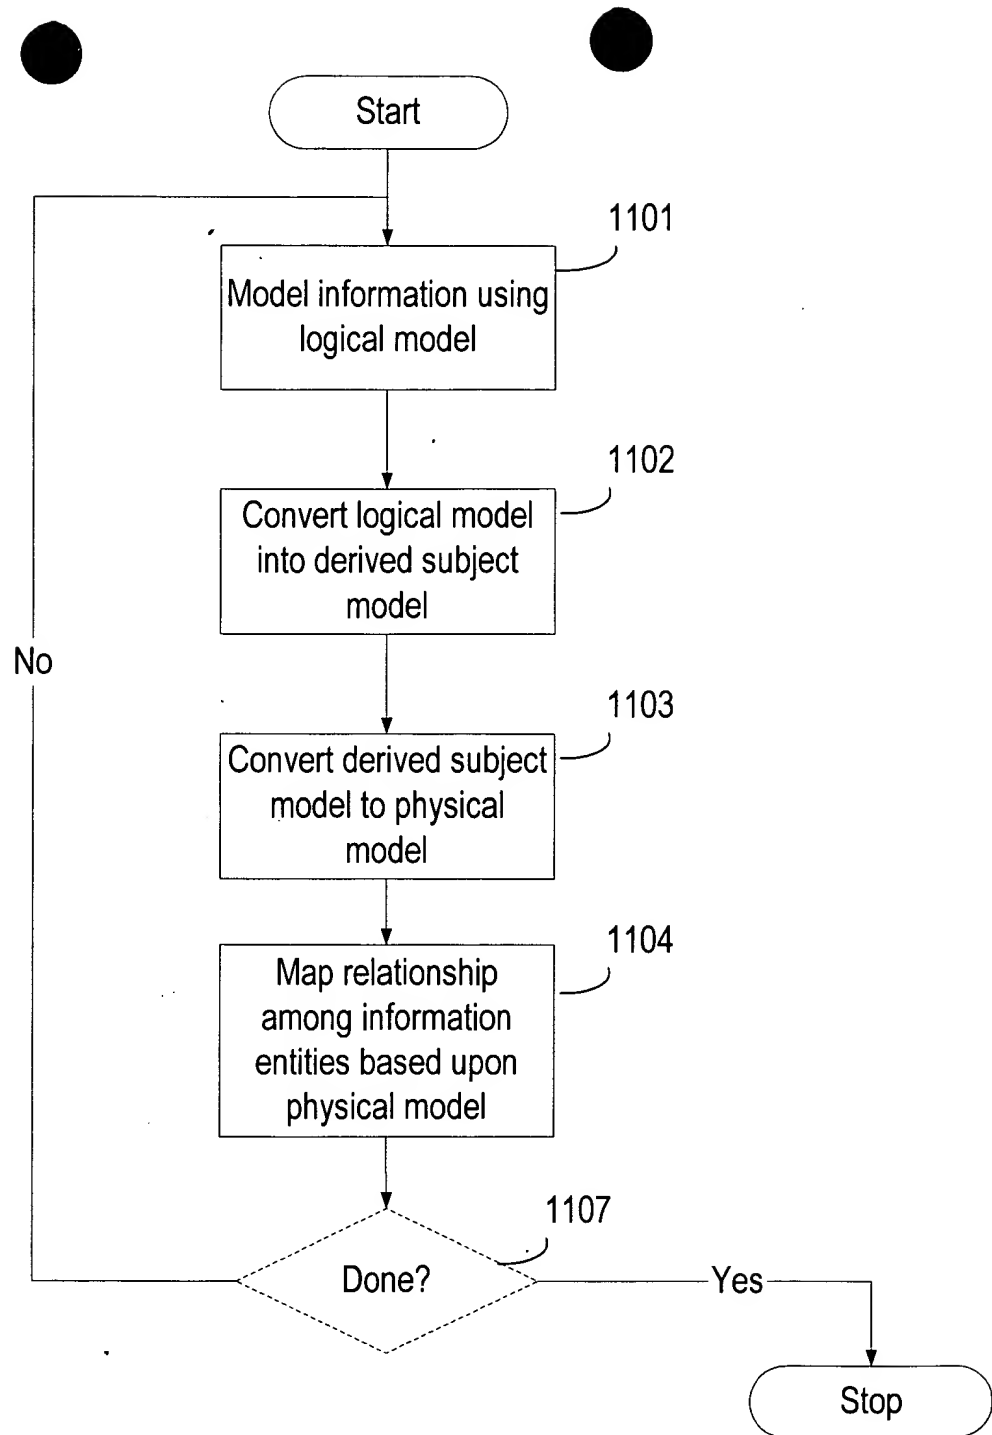 Start
1101
Model information using
logical model
1102
Convert logical model
into derived subject
model
No
1103
Convert derived subject
model to physical
model
1104
Map relationship
among information
entities based upon
physical model
1107
Done?
Yes
Stop